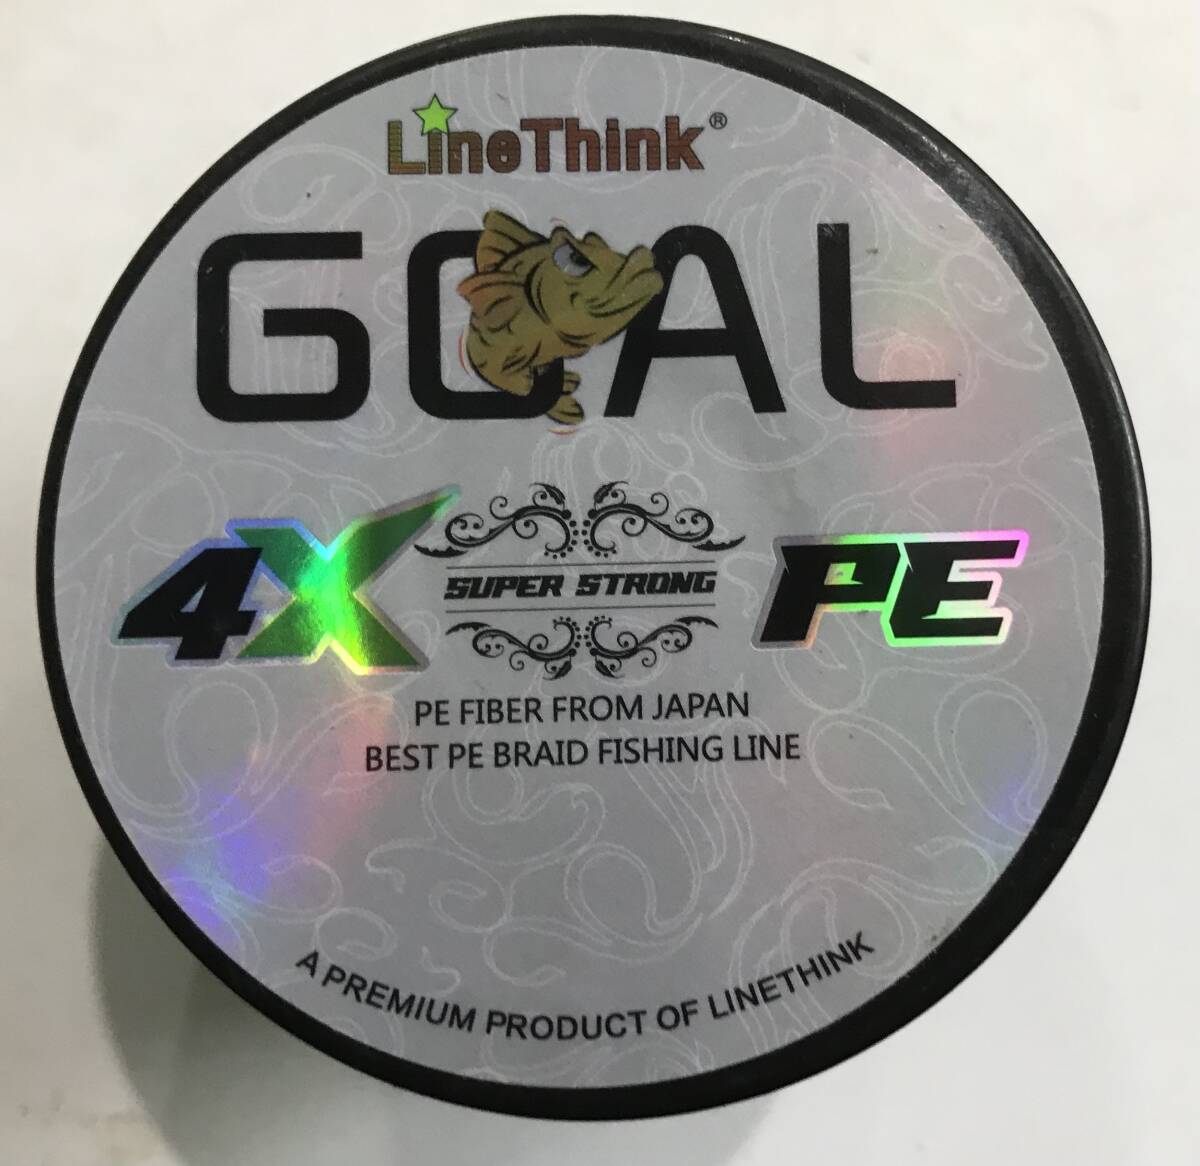 LineThink®
GOAL
4X SUPER STRONG PE
PE FIBER FROM JAPAN
BEST PE BRAID FISHING LINE
A PREMIUM PRODUCT OF LINETHINK